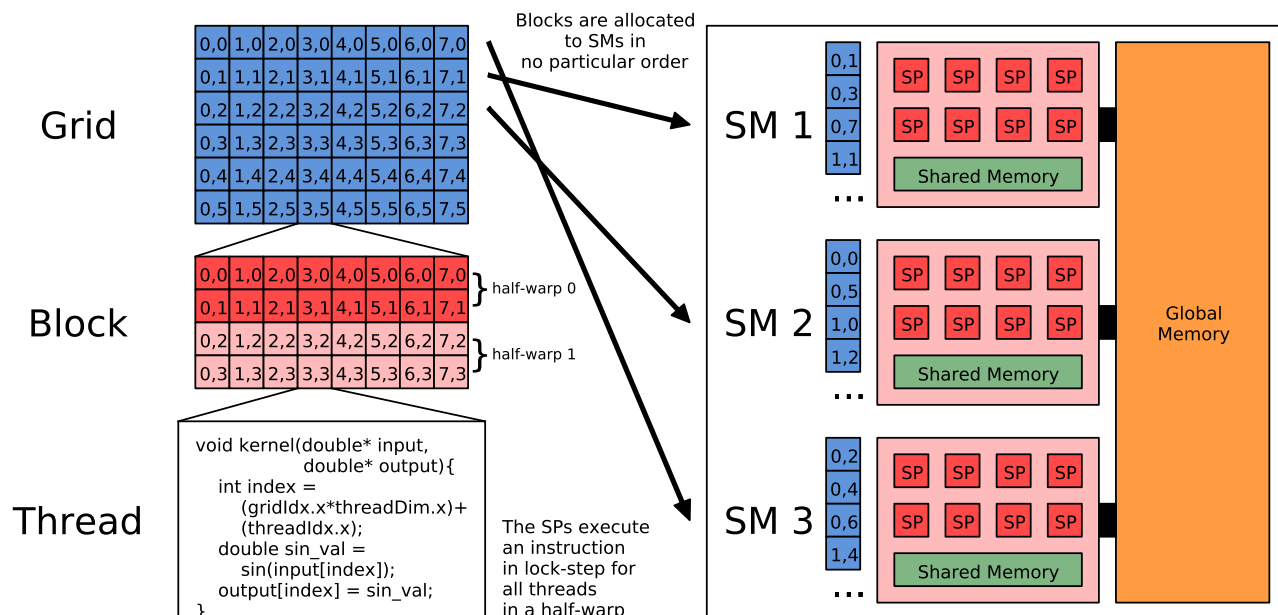 Grid
0,0 1,0 2,0 3,0 4,0 5,0 6,0 7,0
0,1 1,1 2,1 3,1 4,1 5,1 6,1 7,1
0,2 1,2 2,2 3,2 4,2 5,2 6,2 7,2
0,3 1,3 2,3 3,3 4,3 5,3 6,3 7,3
0,4 1,4 2,4 3,4 4,4 5,4 6,4 7,4
0,5 1,5 2,5 3,5 4,5 5,5 6,5 7,5
Block
0,0 1,0 2,0 3,0 4,0 5,0 6,0 7,0
0,1 1,1 2,1 3,1 4,1 5,1 6,1 7,1
0,2 1,2 2,2 3,2 4,2 5,2 6,2 7,2
0,3 1,3 2,3 3,3 4,3 5,3 6,3 7,3
half-warp 0
half-warp 1
Thread
void kernel(double* input,
double* output){
int index =
(gridIdx.x*threadDim.x)+
(threadIdx.x);
double sin_val =
sin(input[index]);
output[index] = sin_val;
}
Blocks are allocated
to SMs in
no particular order
The SPs execute
an instruction
in lock-step for
all threads
in a half-warp
SM 1
0,1
0,3
0,7
1,1
...
SP SP SP SP
SP SP SP SP
Shared Memory
SM 2
0,0
0,5
1,0
1,2
...
SP SP SP SP
SP SP SP SP
Shared Memory
SM 3
0,2
0,4
0,6
1,4
...
SP SP SP SP
SP SP SP SP
Shared Memory
Global
Memory